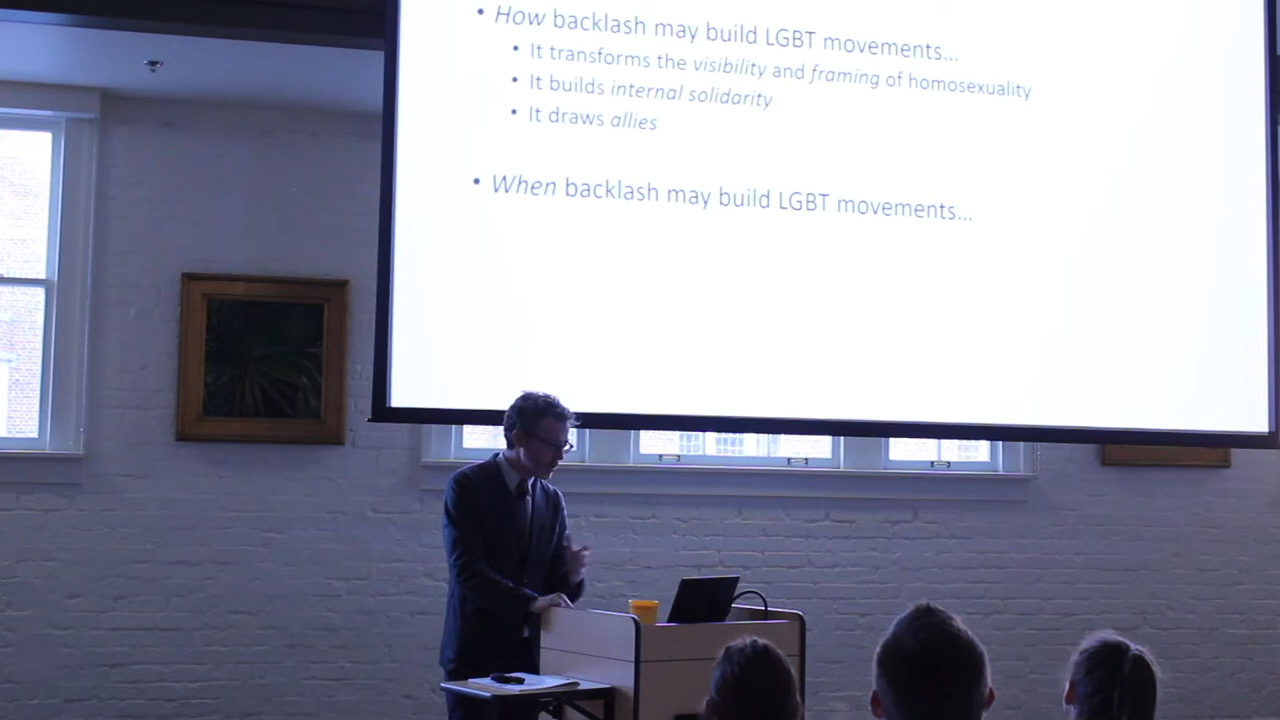 • How backlash may build LGBT movements...
• It transforms the visibility and framing of homosexuality
• It builds internal solidarity
• It draws allies
• When backlash may build LGBT movements...